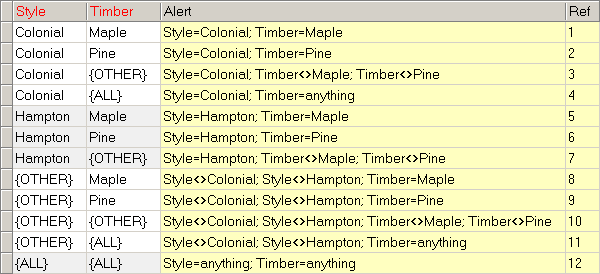 Style Timber Alert Ref
Colonial Maple Style=Colonial; Timber=Maple 1
Colonial Pine Style=Colonial; Timber=Pine 2
Colonial {OTHER} Style=Colonial; Timber<>Maple; Timber<>Pine 3
Colonial {ALL} Style=Colonial; Timber=anything 4
Hampton Maple Style=Hampton; Timber=Maple 5
Hampton Pine Style=Hampton; Timber=Pine 6
Hampton {OTHER} Style=Hampton; Timber<>Maple; Timber<>Pine 7
{OTHER} Maple Style<>Colonial; Style<>Hampton; Timber=Maple 8
{OTHER} Pine Style<>Colonial; Style<>Hampton; Timber=Pine 9
{OTHER} {OTHER} Style<>Colonial; Style<>Hampton; Timber<>Maple; Timber<>Pine 10
{OTHER} {ALL} Style<>Colonial; Style<>Hampton; Timber=anything 11
{ALL} {ALL} Style=anything; Timber=anything 12